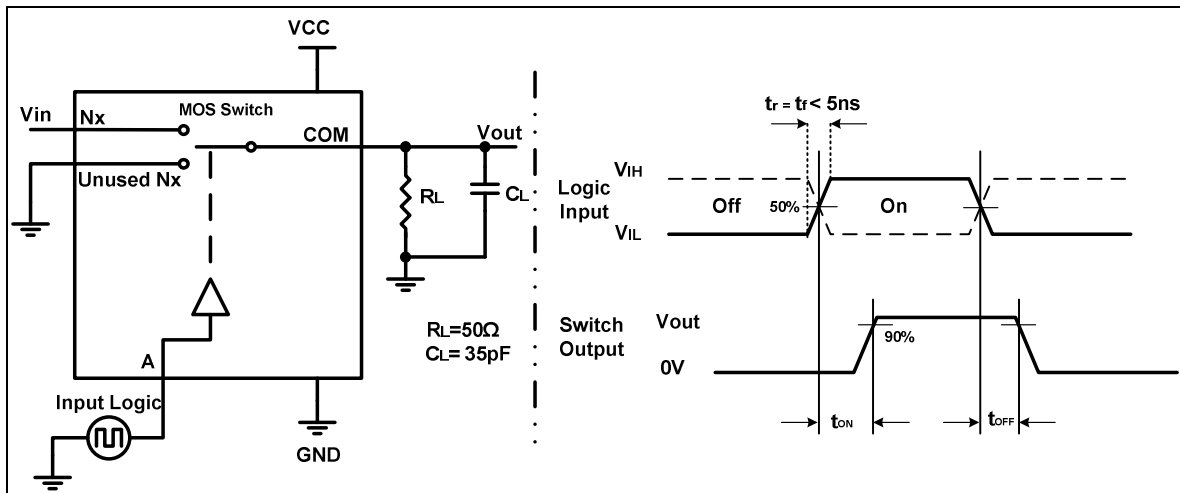 VCC
Vin
Nx
MOS Switch
COM
Vout
Unused Nx
RL
CL
A
RL=50Ω
CL= 35pF
Input Logic
GND
tr = tf < 5ns
Logic
Input
VIH
VIL
Off
50%
On
Switch
Output
Vout
0V
90%
tON
tOFF